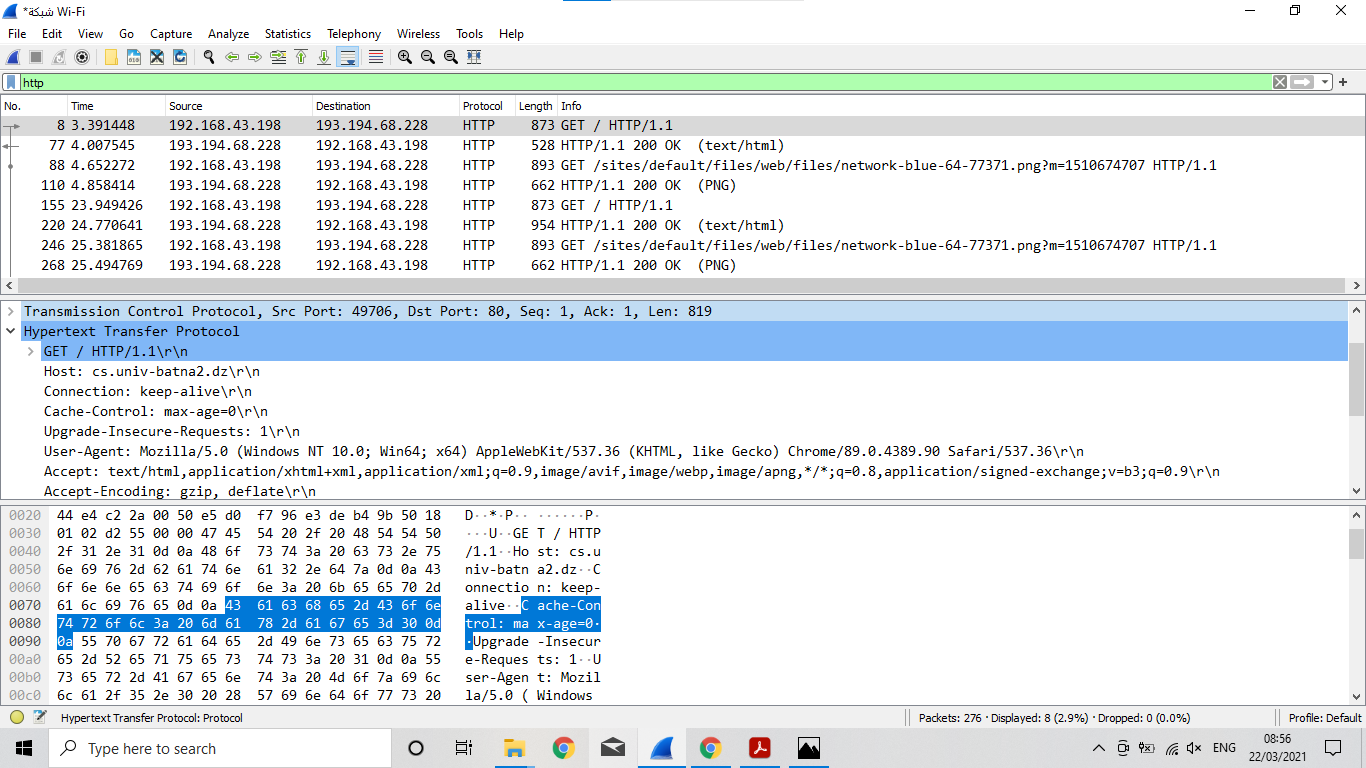 *شبكة Wi-Fi
File Edit View Go Capture Analyze Statistics Telephony Wireless Tools Help
http
No. Time Source Destination Protocol Length Info
8 3.391448 192.168.43.198 193.194.68.228 HTTP 873 GET / HTTP/1.1
77 4.007545 193.194.68.228 192.168.43.198 HTTP 528 HTTP/1.1 200 OK (text/html)
88 4.652272 192.168.43.198 193.194.68.228 HTTP 893 GET /sites/default/files/web/files/network-blue-64-77371.png?m=1510674707 HTTP/1.1
110 4.858414 193.194.68.228 192.168.43.198 HTTP 662 HTTP/1.1 200 OK (PNG)
155 23.949426 192.168.43.198 193.194.68.228 HTTP 873 GET / HTTP/1.1
220 24.770641 193.194.68.228 192.168.43.198 HTTP 954 HTTP/1.1 200 OK (text/html)
246 25.381865 192.168.43.198 193.194.68.228 HTTP 893 GET /sites/default/files/web/files/network-blue-64-77371.png?m=1510674707 HTTP/1.1
268 25.494769 193.194.68.228 192.168.43.198 HTTP 662 HTTP/1.1 200 OK (PNG)
Transmission Control Protocol, Src Port: 49706, Dst Port: 80, Seq: 1, Ack: 1, Len: 819
Hypertext Transfer Protocol
GET / HTTP/1.1\r\n
Host: cs.univ-batna2.dz\r\n
Connection: keep-alive\r\n
Cache-Control: max-age=0\r\n
Upgrade-Insecure-Requests: 1\r\n
User-Agent: Mozilla/5.0 (Windows NT 10.0; Win64; x64) AppleWebKit/537.36 (KHTML, like Gecko) Chrome/89.0.4389.90 Safari/537.36\r\n
Accept: text/html,application/xhtml+xml,application/xml;q=0.9,image/avif,image/webp,image/apng,*/*;q=0.8,application/signed-exchange;v=b3;q=0.9\r\n
Accept-Encoding: gzip, deflate\r\n
0020 44 e4 c2 2a 00 50 e5 d0 f7 96 e3 de b4 9b 50 18 D··*·P·· ······P·
0030 01 02 d2 55 00 00 47 45 54 20 2f 20 48 54 54 50 ···U··GE T / HTTP
0040 2f 31 2e 31 0d 0a 48 6f 73 74 3a 20 63 73 2e 75 /1.1··Ho st: cs.u
0050 6e 69 76 2d 62 61 74 6e 61 32 2e 64 7a 0d 0a 43 niv-batn a2.dz··C
0060 6f 6e 6e 65 63 74 69 6f 6e 3a 20 6b 65 65 70 2d onnectio n: keep-
0070 61 6c 69 76 65 0d 0a 43 61 63 68 65 2d 43 6f 6e alive··C ache-Con
0080 74 72 6f 6c 3a 20 6d 61 78 2d 61 67 65 3d 30 0d trol: ma x-age=0·
0090 0a 55 70 67 72 61 64 65 2d 49 6e 73 65 63 75 72 ·Upgrade -Insecur
00a0 65 2d 52 65 71 75 65 73 74 73 3a 20 31 0d 0a 55 e-Reques ts: 1··U
00b0 73 65 72 2d 41 67 65 6e 74 3a 20 4d 6f 7a 69 6c ser-Agen t: Mozil
00c0 6c 61 2f 35 2e 30 20 28 57 69 6e 64 6f 77 73 20 la/5.0 ( Windows
Hypertext Transfer Protocol: Protocol Packets: 276 · Displayed: 8 (2.9%) · Dropped: 0 (0.0%) Profile: Default
Type here to search ENG 08:56
22/03/2021